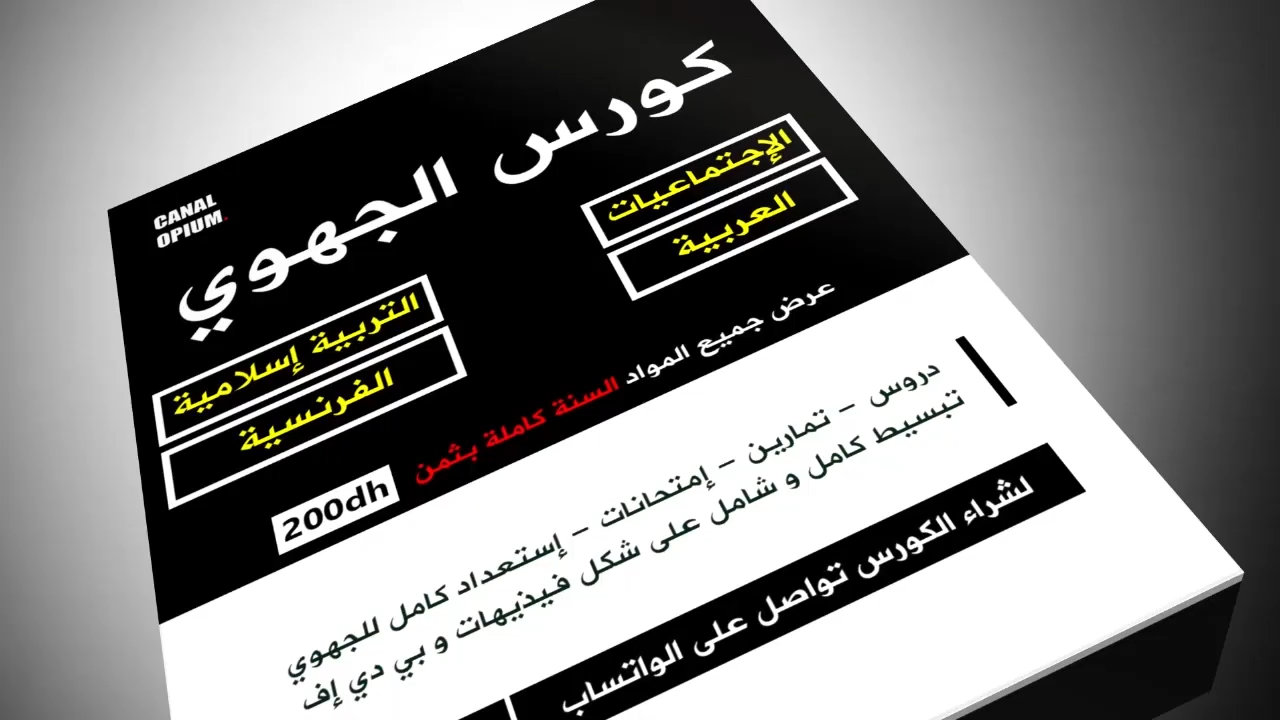 CANAL
OPIUM.
كورس الجهوي
الإجتماعيات
العربية
التربية إسلامية
الفرنسية
عرض جميع المواد السنة كاملة بثمن 200dh
دروس - تمارين - إمتحانات - إستعداد كامل للجهوي
تبسيط كامل و شامل على شكل فيذيهات و بي دي إف
لشراء الكورس تواصل على الواتساب